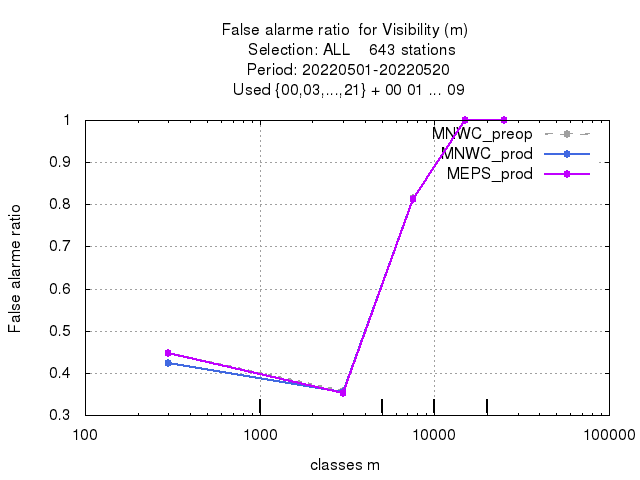 False alarme ratio  for Visibility (m)
Selection: ALL    643 stations
Period: 20220501-20220520
Used {00,03,...,21} + 00 01 ... 09
1
0.9
0.8
0.7
0.6
0.5
0.4
0.3
False alarme ratio
MNWC_preop
MNWC_prod
MEPS_prod
100 1000 10000 100000
classes m